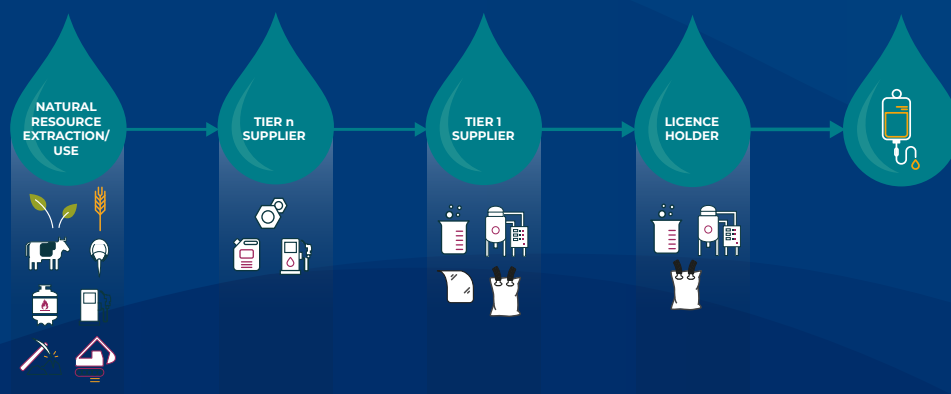 NATURAL
RESOURCE
EXTRACTION/
USE
TIER n
SUPPLIER
TIER 1
SUPPLIER
LICENCE
HOLDER